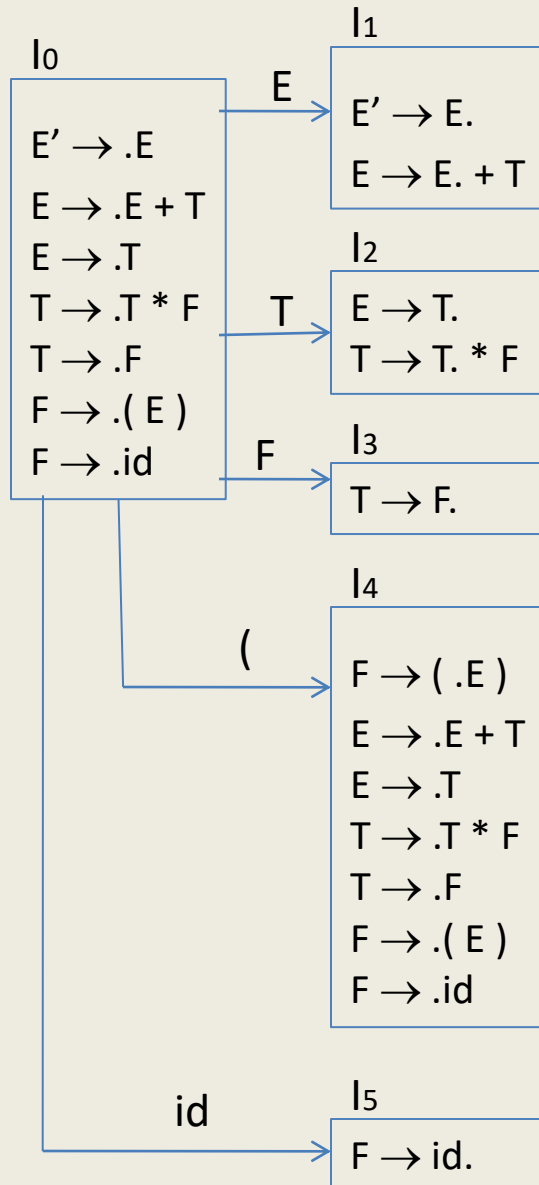 I0
E’ → .E
E → .E + T
E → .T
T → .T * F
T → .F
F → .( E )
F → .id
E
I1
E’ → E.
E → E. + T
T
I2
E → T.
T → T. * F
F
I3
T → F.
(
I4
F → ( .E )
E → .E + T
E → .T
T → .T * F
T → .F
F → .( E )
F → .id
id
I5
F → id.